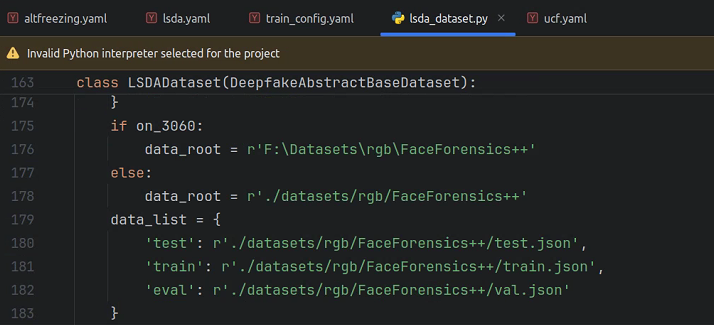 altfreezing.yaml lsda.yaml train_config.yaml lsda_dataset.py × ucf.yaml
Invalid Python interpreter selected for the project
163 class LSDADataset(DeepfakeAbstractBaseDataset):
174 }
175 if on_3060:
176 data_root = r'F:\Datasets\rgb\FaceForensics++'
177 else:
178 data_root = r'./datasets/rgb/FaceForensics++'
179 data_list = {
180 'test': r'./datasets/rgb/FaceForensics++/test.json',
181 'train': r'./datasets/rgb/FaceForensics++/train.json',
182 'eval': r'./datasets/rgb/FaceForensics++/val.json'
183 }